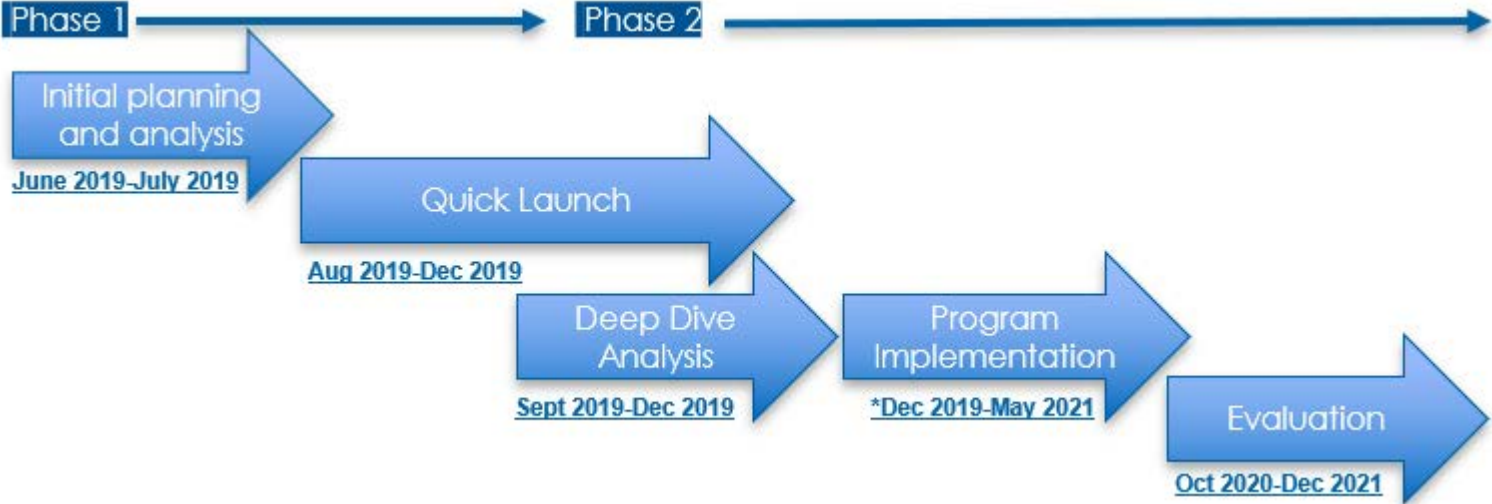 Phase 1
Phase 2
Initial planning
and analysis
June 2019-July 2019
Quick Launch
Aug 2019-Dec 2019
Deep Dive
Analysis
Sept 2019-Dec 2019
Program
Implementation
*Dec 2019-May 2021
Evaluation
Oct 2020-Dec 2021